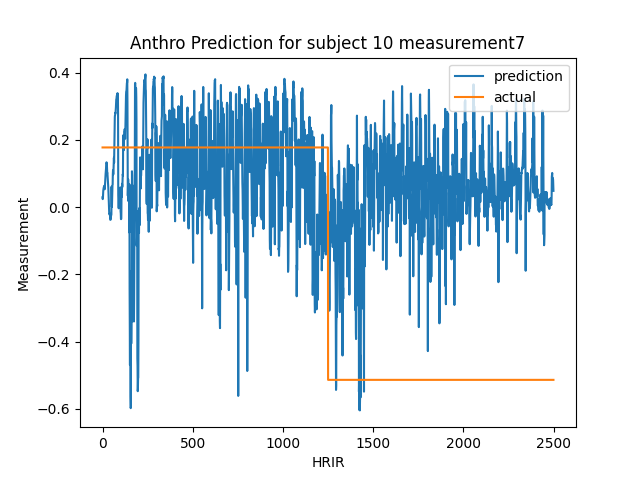 Anthro Prediction for subject 10 measurement7
prediction
actual
0.4
0.2
0.0
−0.2
−0.4
−0.6
Measurement
0 500 1000 1500 2000 2500
HRIR